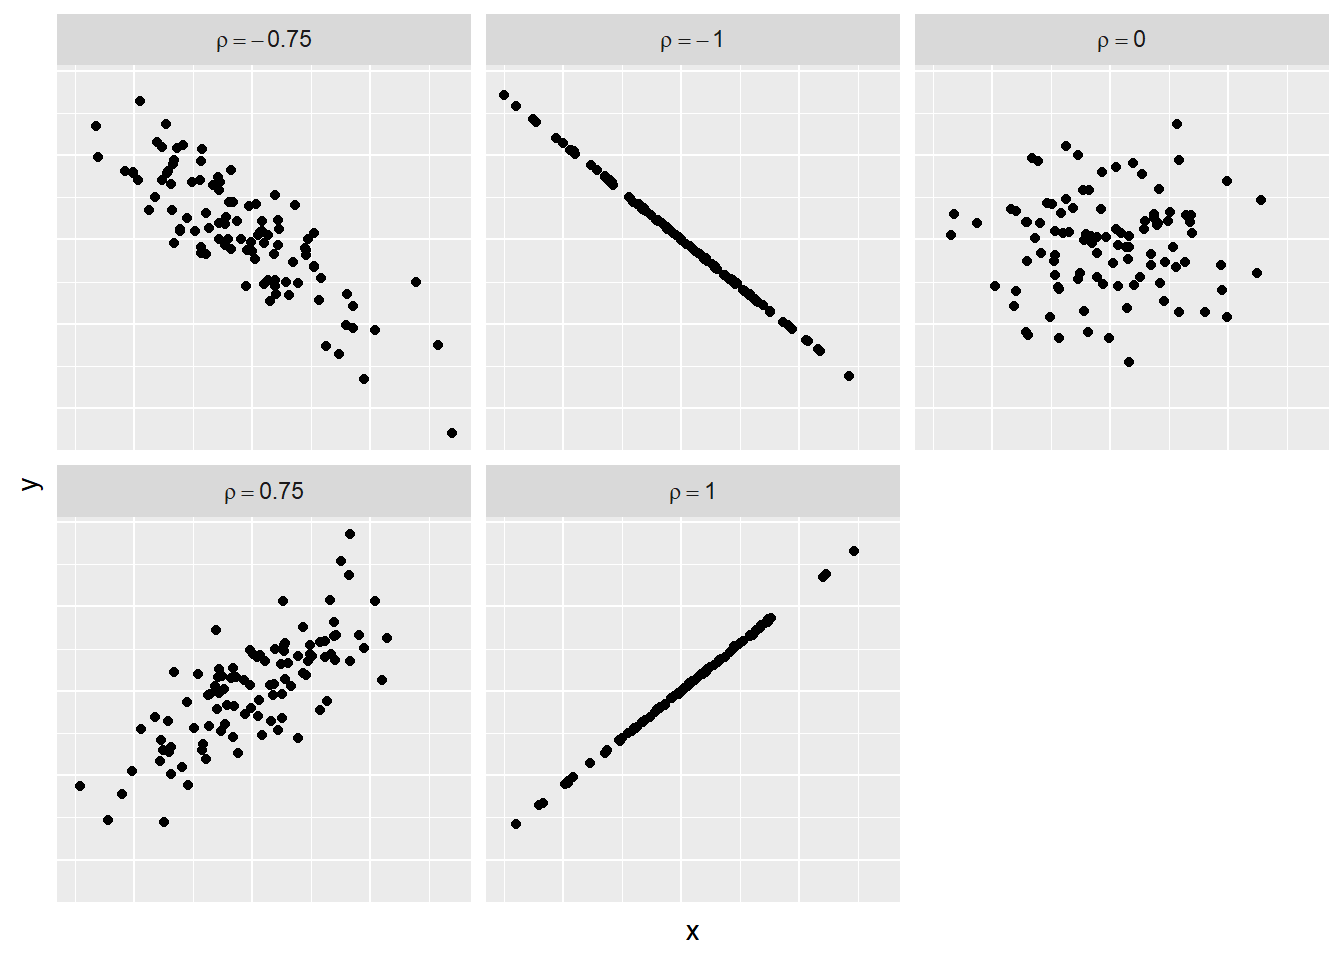 ρ = − 0.75
ρ = − 1
ρ = 0
y
ρ = 0.75
ρ = 1
x